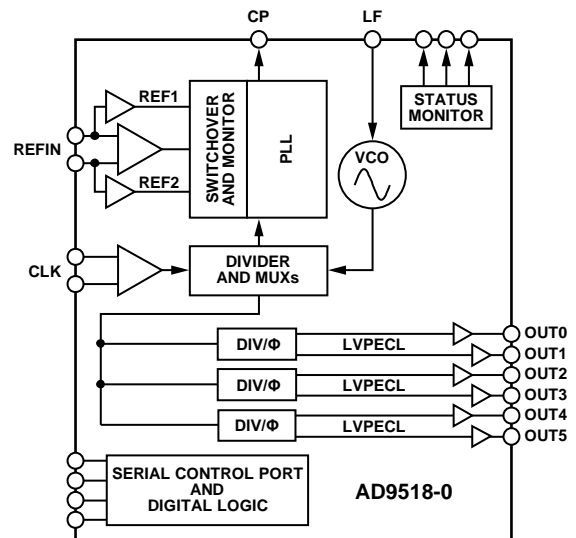 CP
LF
REF1
REFIN
REF2
SWITCHOVER
AND MONITOR
PLL
STATUS
MONITOR
VCO
CLK
DIVIDER
AND MUXs
DIV/Φ
LVPECL
OUT0
OUT1
DIV/Φ
LVPECL
OUT2
OUT3
DIV/Φ
LVPECL
OUT4
OUT5
SERIAL CONTROL PORT
AND
DIGITAL LOGIC
AD9518-0